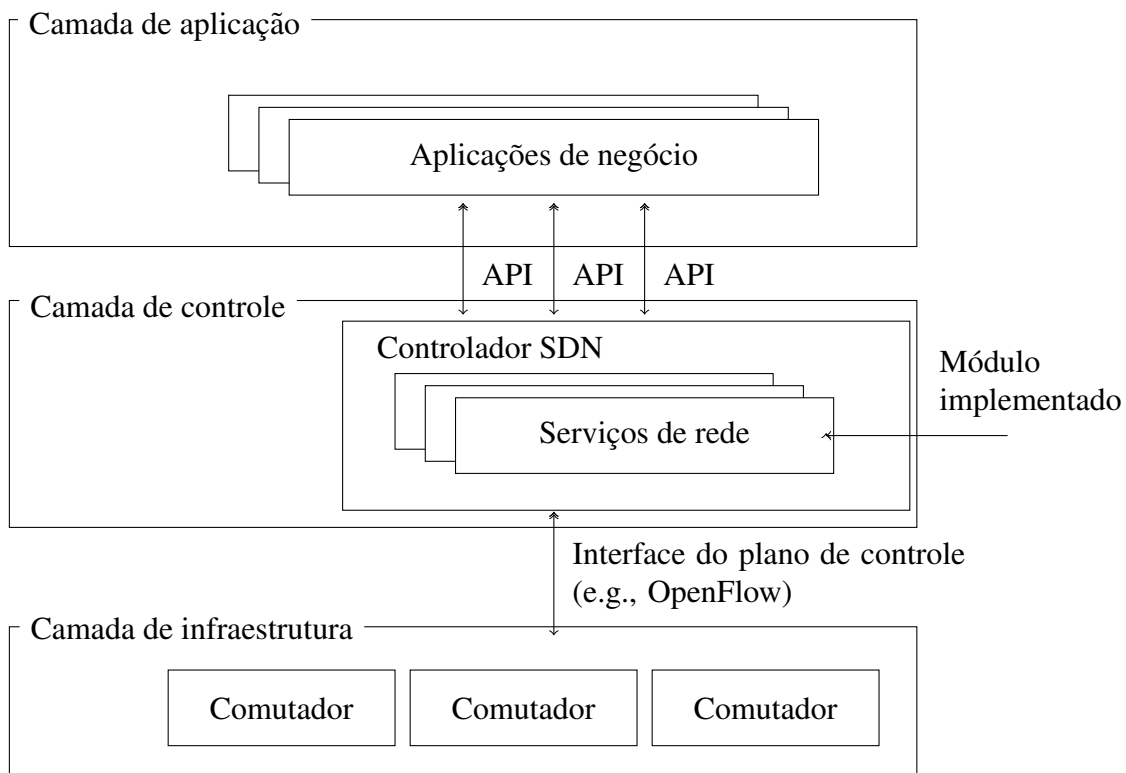 Camada de aplicação
Aplicações de negócio
API API API
Camada de controle
Controlador SDN
Serviços de rede
Módulo
implementado
Interface do plano de controle
(e.g., OpenFlow)
Camada de infraestrutura
Comutador Comutador Comutador